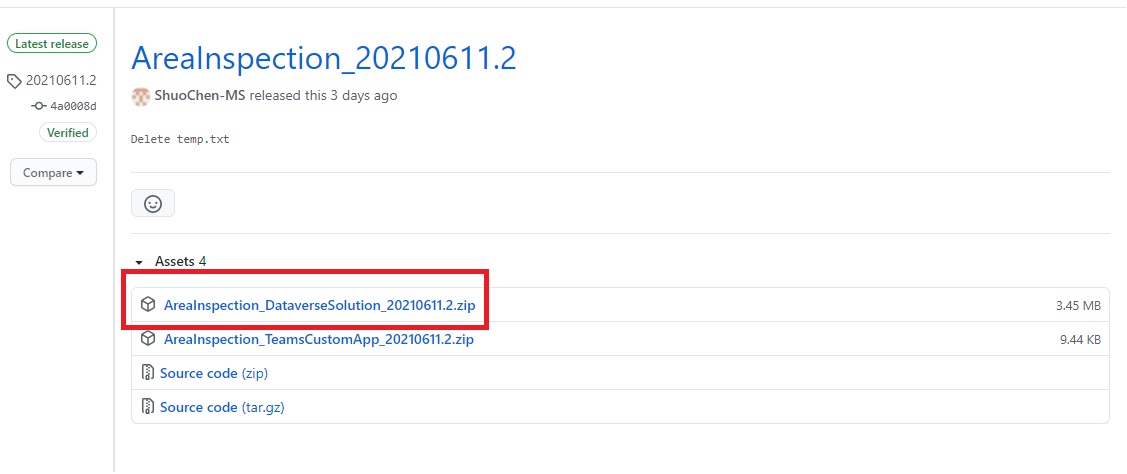 Latest release
20210611.2
4a0008d
Verified
Compare
AreaInspection_20210611.2
ShuoChen-MS released this 3 days ago
Delete temp.txt
Assets 4
AreaInspection_DataverseSolution_20210611.2.zip 3.45 MB
AreaInspection_TeamsCustomApp_20210611.2.zip 9.44 KB
Source code (zip)
Source code (tar.gz)